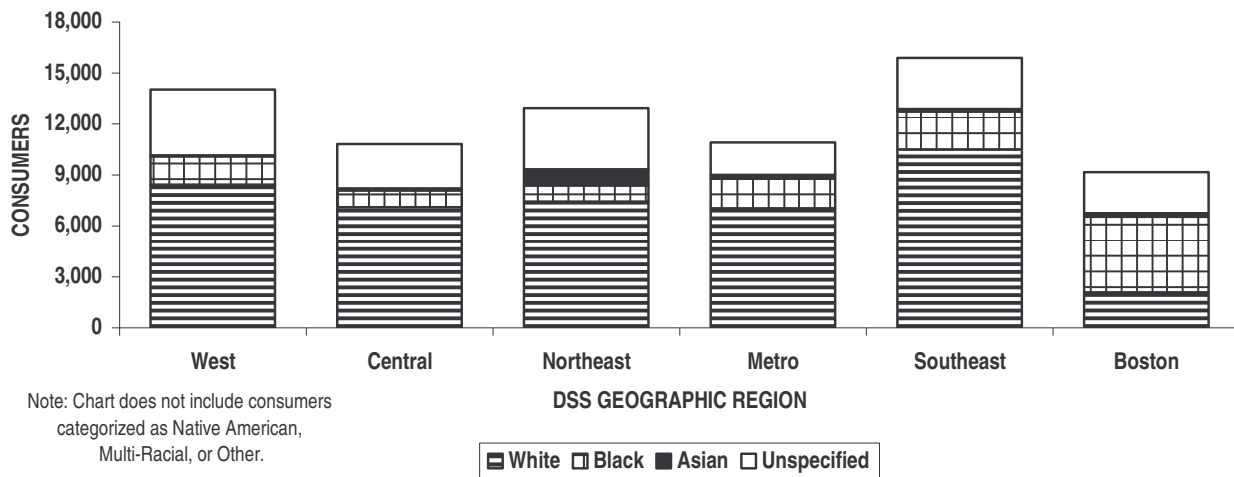 18,000
15,000
12,000
9,000
6,000
3,000
0
CONSUMERS
West Central Northeast Metro Southeast Boston
DSS GEOGRAPHIC REGION
Note: Chart does not include consumers
categorized as Native American,
Multi-Racial, or Other.
White Black Asian Unspecified